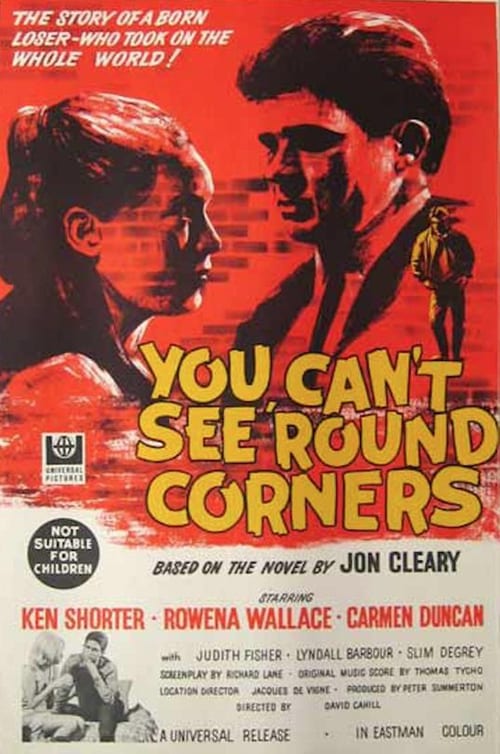 THE STORY OF A BORN
LOSER-WHO TOOK ON THE
WHOLE WORLD!
YOU CAN'T
SEE 'ROUND
CORNERS
UNIVERSAL
PICTURES
NOT
SUITABLE
FOR
CHILDREN
BASED ON THE NOVEL BY JON CLEARY
STARRING
KEN SHORTER · ROWENA WALLACE · CARMEN DUNCAN
with JUDITH FISHER · LYNDALL BARBOUR · SLIM DEGREY
SCREENPLAY BY RICHARD LANE · ORIGINAL MUSIC SCORE BY THOMAS TYCHO
LOCATION DIRECTOR JACQUES DE VIGNE · PRODUCED BY PETER SUMMERTON
DIRECTED BY DAVID CAHILL
A UNIVERSAL RELEASE · IN EASTMAN COLOUR